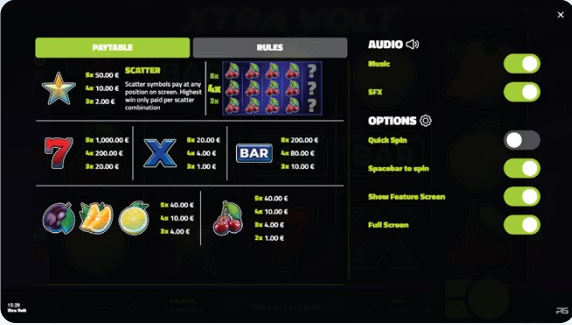 XTRA VOLT
PAYTABLE
RULES
5x 50.00 €
4x 10.00 €
3x 2.00 €
SCATTER
Scatter symbols pay at any
position on screen. Highest
win only paid per scatter
combination
5x
4x
3x
? 
?
?
7
5x 1,000.00 €
4x 200.00 €
3x 20.00 €
X
5x 20.00 €
4x 4.00 €
3x 1.00 €
BAR
5x 200.00 €
4x 80.00 €
3x 10.00 €
5x 40.00 €
4x 10.00 €
3x 4.00 €
5x 40.00 €
4x 10.00 €
3x 4.00 €
2x 1.00 €
AUDIO
Music
SFX
OPTIONS
Quick Spin
Spacebar to spin
Show Feature Screen
Full Screen
15:29
Xtra Volt